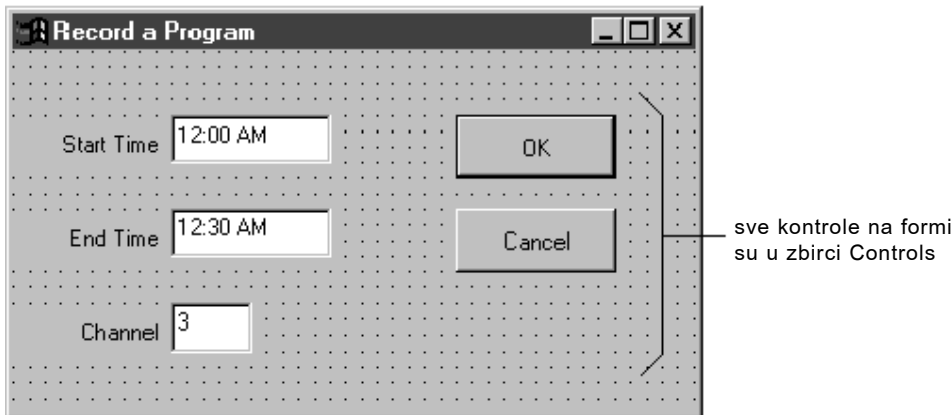 Record a Program
Start Time 12:00 AM
OK
End Time 12:30 AM
Cancel
Channel 3
sve kontrole na formi
su u zbirci Controls